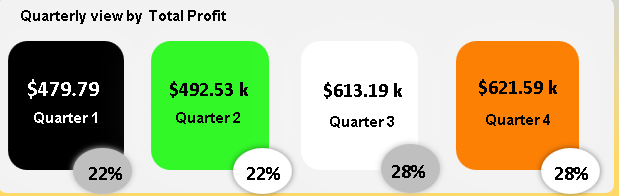 Quarterly view by Total Profit
$479.79
Quarter 1
22%
$492.53 k
Quarter 2
22%
$613.19 k
Quarter 3
28%
$621.59 k
Quarter 4
28%